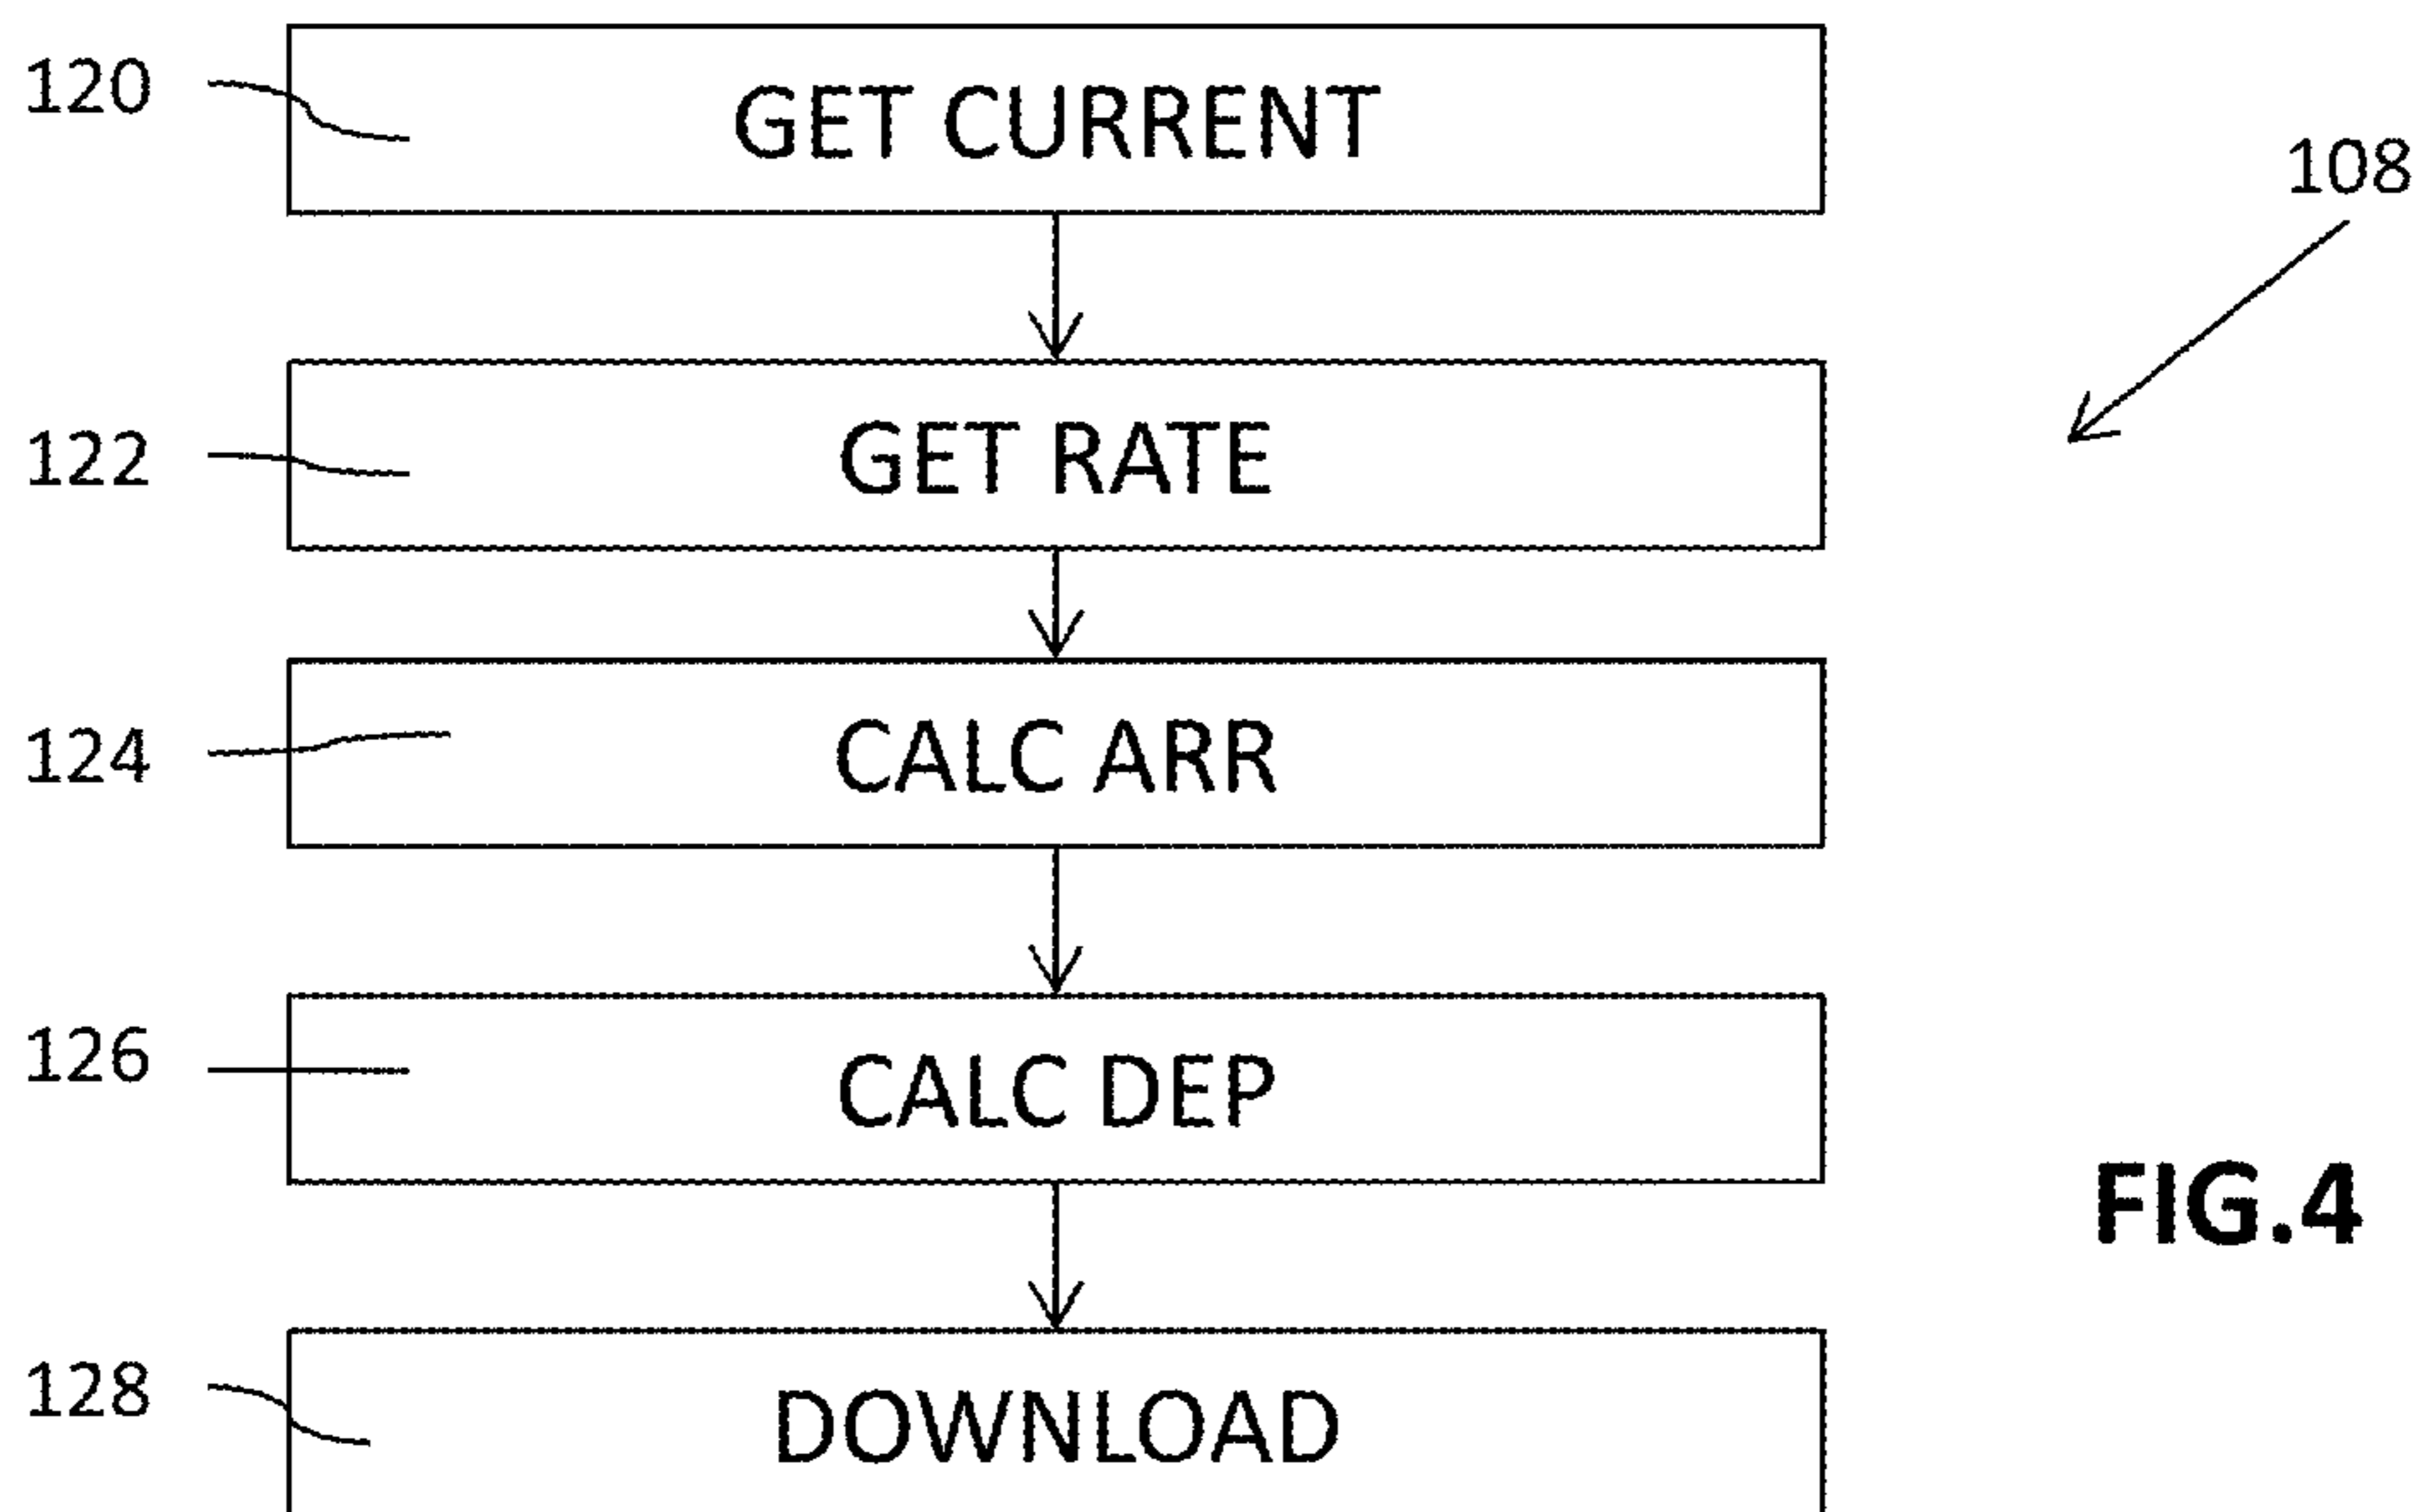 120
GET CURRENT
108
122
GET RATE
124
CALC ARR
126
CALC DEP
FIG.4
128
DOWNLOAD